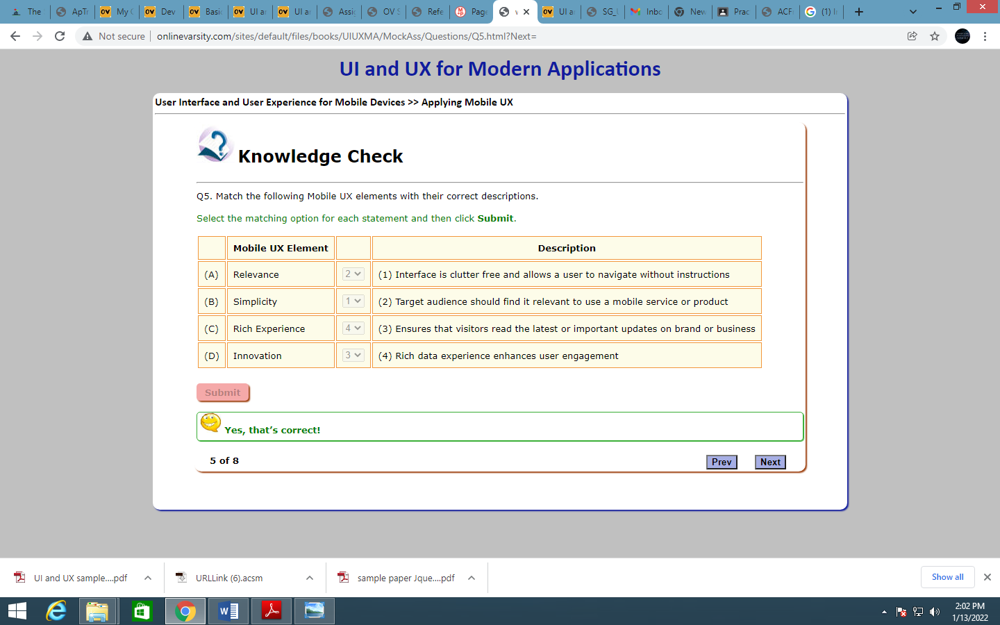 The
ApTr
My C
Dev
Basi
UI ar
UI ar
Assi
OV S
Refe
Page
UI a
SG_U
Inbo
New
Prac
ACF
(1) I
Not secure onlinevarsity.com/sites/default/files/books/UIUXMA/MockAss/Questions/Q5.html?Next=
UI and UX for Modern Applications
User Interface and User Experience for Mobile Devices >> Applying Mobile UX
Knowledge Check
Q5. Match the following Mobile UX elements with their correct descriptions.
Select the matching option for each statement and then click Submit.
Mobile UX Element Description
(A) Relevance 2 (1) Interface is clutter free and allows a user to navigate without instructions
(B) Simplicity 1 (2) Target audience should find it relevant to use a mobile service or product
(C) Rich Experience 4 (3) Ensures that visitors read the latest or important updates on brand or business
(D) Innovation 3 (4) Rich data experience enhances user engagement
Submit
Yes, that’s correct!
5 of 8 Prev Next
UI and UX sample....pdf URLLink (6).acsm sample paper Jque....pdf Show all
2:02 PM
1/13/2022